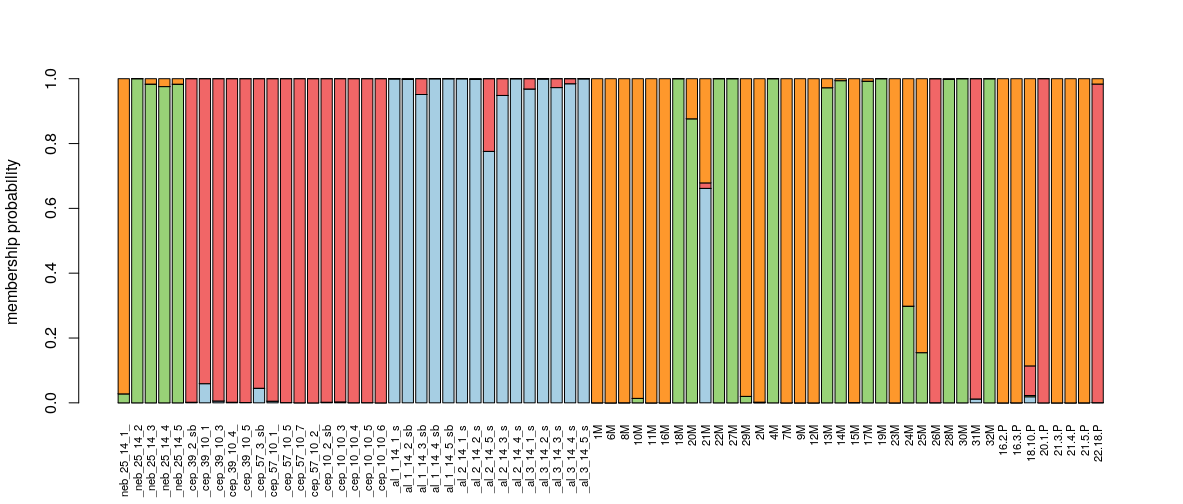 membership probability
1.0
0.8
0.6
0.4
0.2
0.0
neb_25_14_1_
_neb_25_14_2
_neb_25_14_3
_neb_25_14_4
_neb_25_14_5
_cep_39_2_sb
_cep_39_10_1
_cep_39_10_3
cep_39_10_4_
_cep_39_10_5
_cep_57_3_sb
cep_57_10_1_
_cep_57_10_5
_cep_57_10_7
cep_57_10_2_
_cep_10_2_sb
_cep_10_10_3
_cep_10_10_4
_cep_10_10_5
_cep_10_10_6
_al_1_14_1_s
al_1_14_2_sb
al_1_14_3_sb
al_1_14_4_sb
al_1_14_5_sb
_al_2_14_1_s
_al_2_14_2_s
_al_2_14_5_s
_al_2_14_3_s
_al_2_14_4_s
_al_3_14_1_s
_al_3_14_2_s
_al_3_14_3_s
_al_3_14_4_s
_al_3_14_5_s
1M
6M
8M
10M
11M
16M
18M
20M
21M
22M
27M
29M
2M
4M
7M
9M
12M
13M
14M
15M
17M
19M
23M
24M
25M
26M
28M
30M
31M
32M
16.2.P
16.3.P
18.10.P
20.1.P
21.3.P
21.4.P
21.5.P
22.18.P